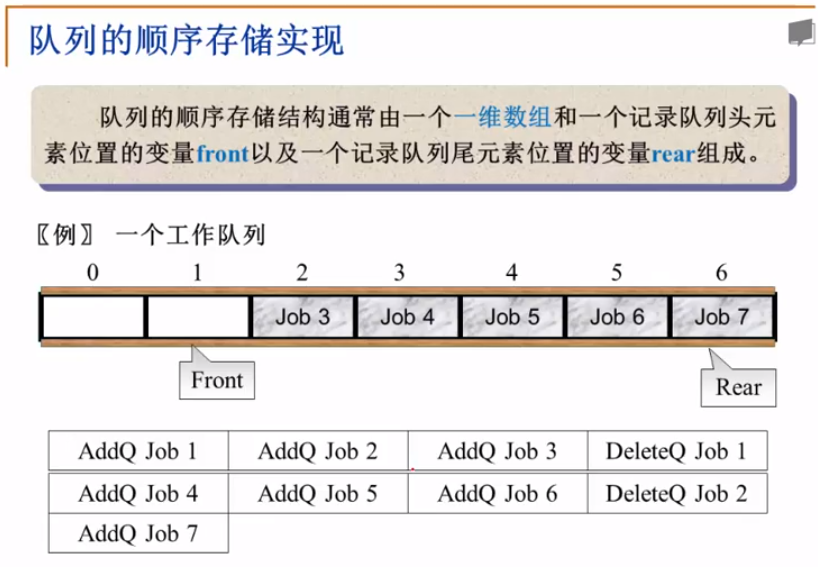 队列的顺序存储实现
队列的顺序存储结构通常由一个一维数组和一个记录队列头元
素位置的变量front以及一个记录队列尾元素位置的变量rear组成。
〖例〗 一个工作队列
0 1 2 3 4 5 6
Job 3 Job 4 Job 5 Job 6 Job 7
Front
Rear
AddQ Job 1 AddQ Job 2 AddQ Job 3 DeleteQ Job 1
AddQ Job 4 AddQ Job 5 AddQ Job 6 DeleteQ Job 2
AddQ Job 7